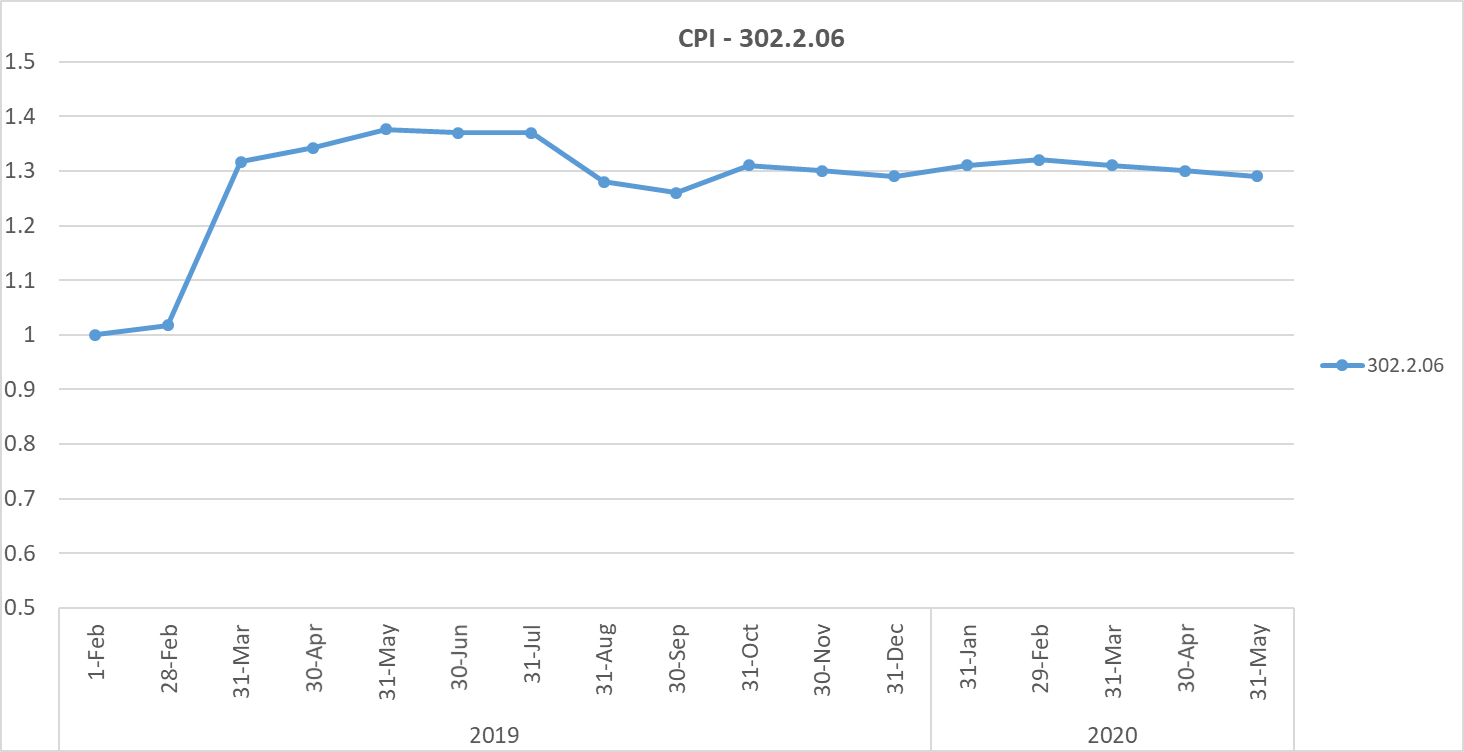 CPI - 302.2.06
1.5
1.4
1.3
1.2
1.1
1
0.9
0.8
0.7
0.6
0.5
1-Feb
28-Feb
31-Mar
30-Apr
31-May
30-Jun
31-Jul
31-Aug
30-Sep
31-Oct
30-Nov
31-Dec
31-Jan
29-Feb
31-Mar
30-Apr
31-May
2019
2020
302.2.06